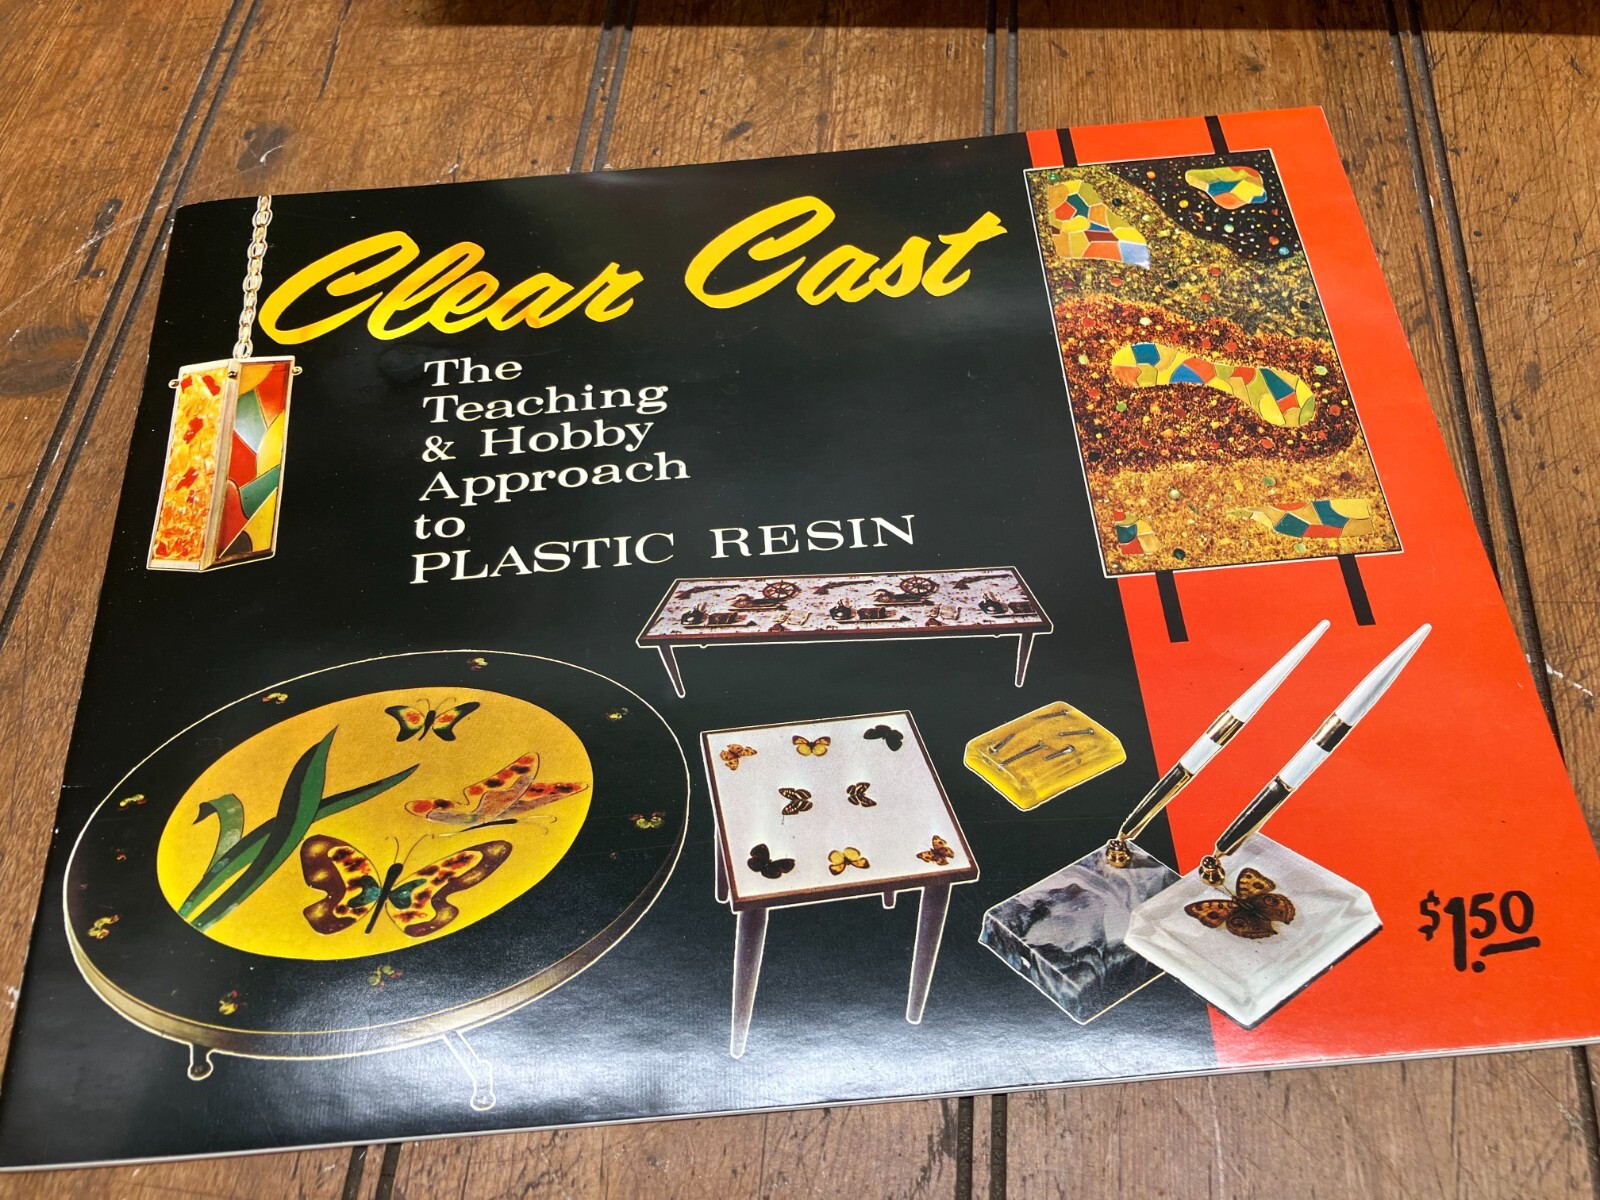 Clear Cast
The
Teaching
& Hobby
Approach
to
PLASTIC RESIN
$1.50